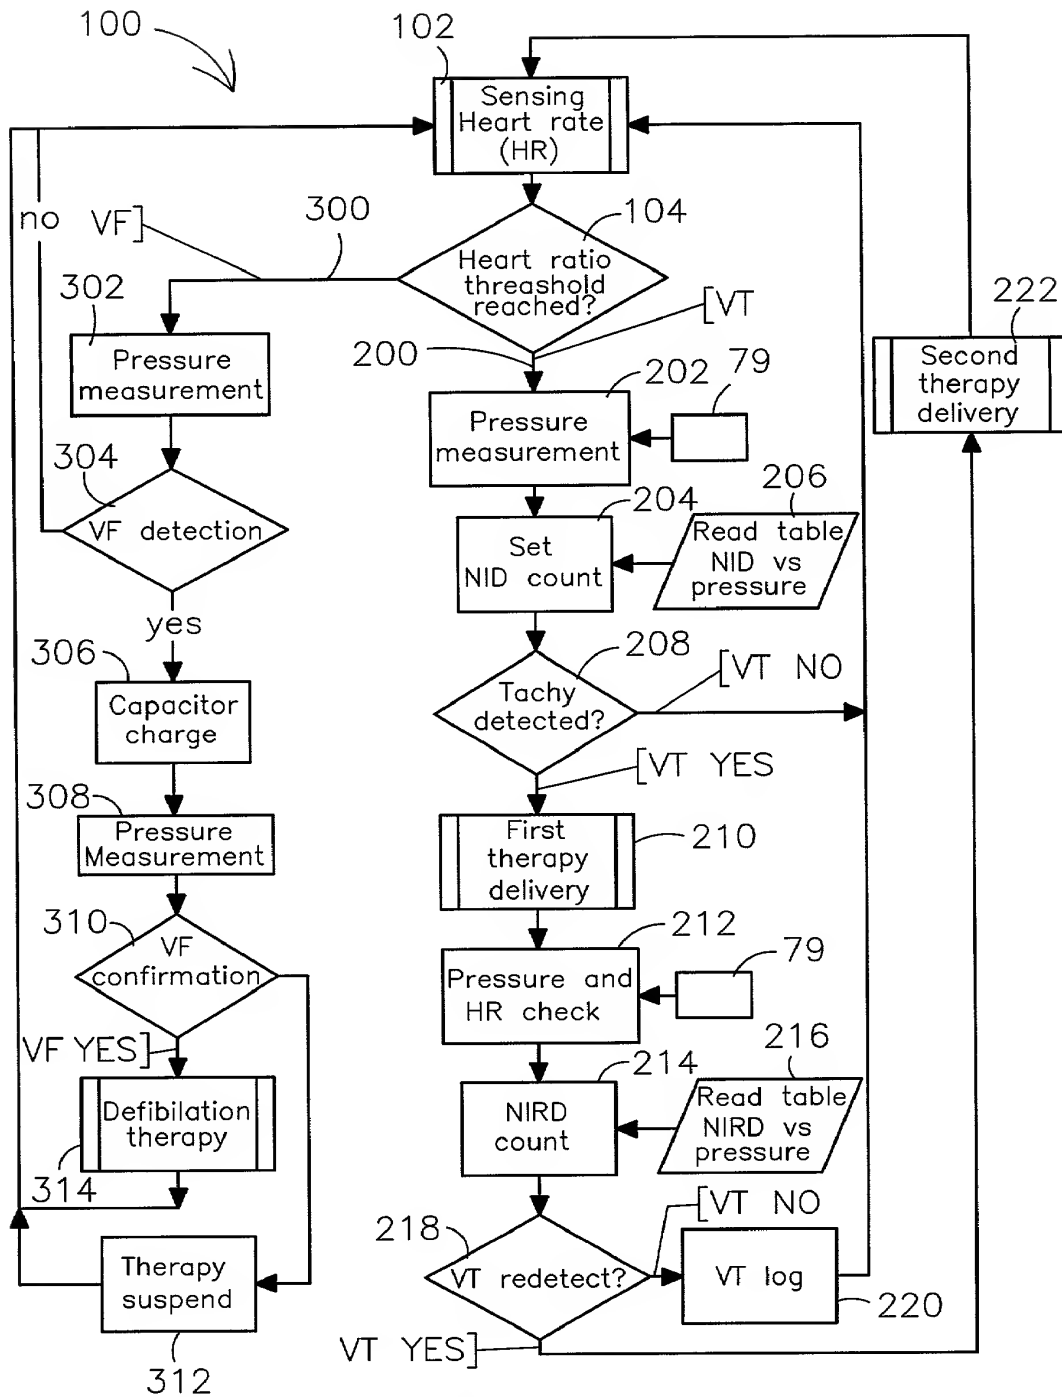 100
102
Sensing
Heart rate
(HR)
no
VF]
300
104
Heart ratio
threashold
reached?
[VT
302
Pressure
measurement
200
202
79
Pressure
measurement
222
Second
therapy
delivery
304
VF detection
204
Set
NID count
206
Read table
NID vs
pressure
yes
306
Capacitor
charge
208
Tachy
detected?
[VT NO
[VT YES
308
Pressure
Measurement
First
therapy
delivery
210
310
VF
confirmation
212
Pressure and
HR check
79
VF YES]
214
NIRD
count
216
Read table
NIRD vs
pressure
Defibilation
therapy
314
218
VT redetect?
[VT NO
VT log
220
Therapy
suspend
312
VT YES]